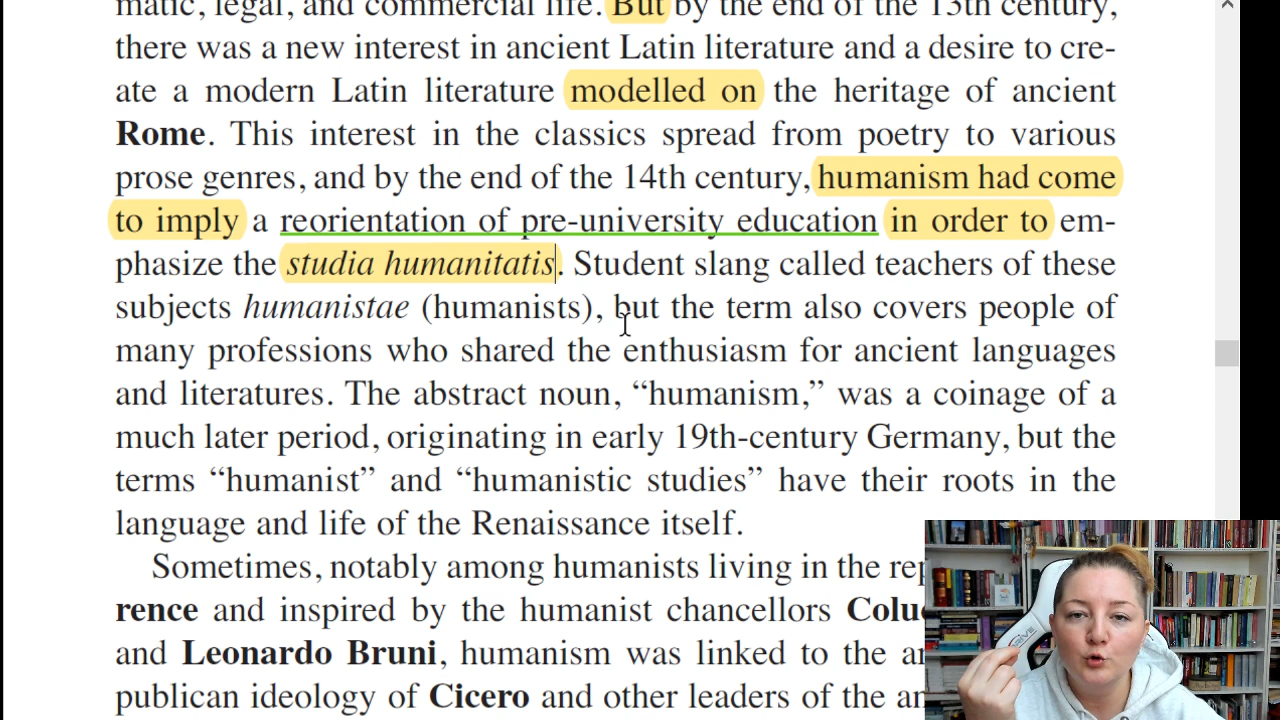 matic, legal, and commercial life. But by the end of the 13th century,
there was a new interest in ancient Latin literature and a desire to cre-
ate a modern Latin literature modelled on the heritage of ancient
Rome. This interest in the classics spread from poetry to various
prose genres, and by the end of the 14th century, humanism had come
to imply a reorientation of pre-university education in order to em-
phasize the studia humanitatis. Student slang called teachers of these
subjects humanistae (humanists), but the term also covers people of
many professions who shared the enthusiasm for ancient languages
and literatures. The abstract noun, “humanism,” was a coinage of a
much later period, originating in early 19th-century Germany, but the
terms “humanist” and “humanistic studies” have their roots in the
language and life of the Renaissance itself.
Sometimes, notably among humanists living in the
rence and inspired by the humanist chancellors
and Leonardo Bruni, humanism was linked to the
publican ideology of Cicero and other leaders of the